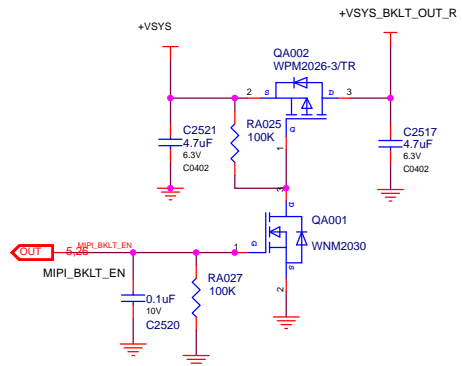 +VSYS_BKLT_OUT_R
+VSYS
QA002
WPM2026-3/TR
2
S
D
3
G
1
C2521
4.7uF
6.3V
C0402
RA025
100K
C2517
4.7uF
6.3V
C0402
3
D
QA001
WNM2030
1
G
S
2
OUT
5,26
MIPI_BKLT_EN
MIPI_BKLT_EN
RA027
100K
0.1uF
10V
C2520